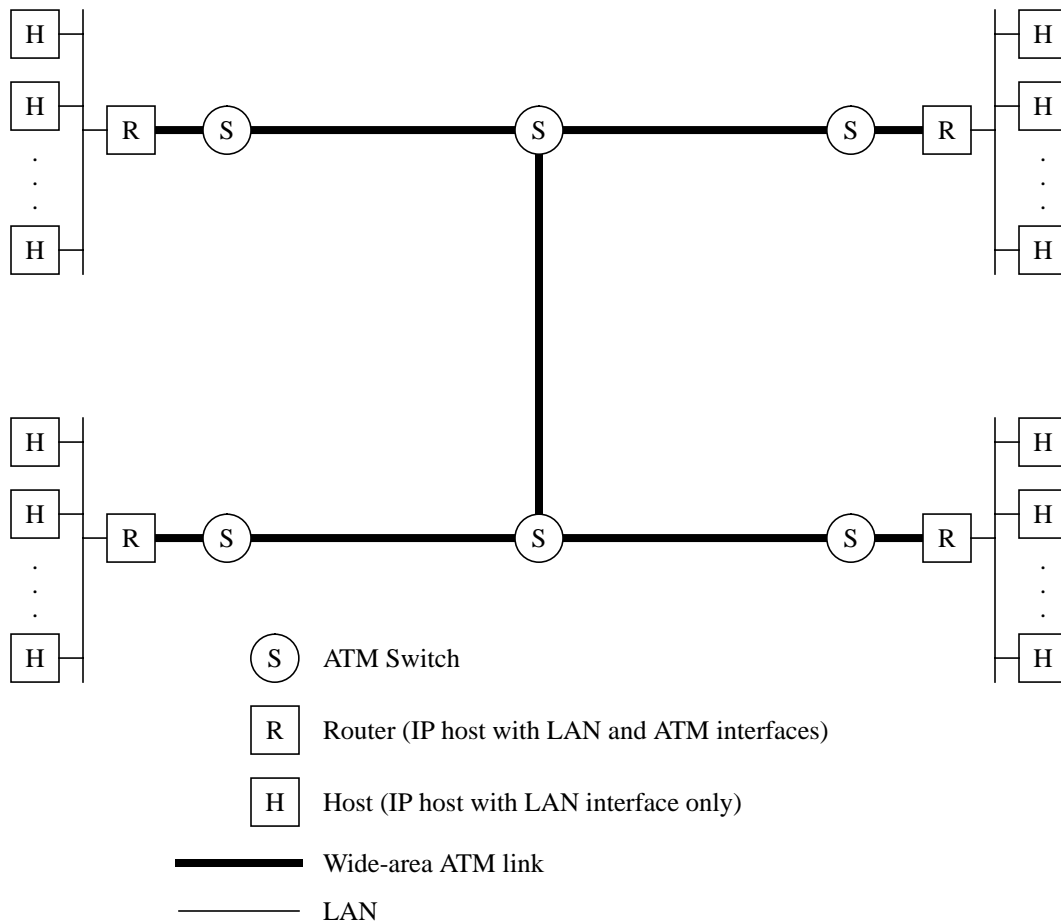 H H
H H
R S S S R
.
.
.
.
.
.
H H
H H
H H
R S S S R
.
.
.
.
.
.
H H
S ATM Switch
R Router (IP host with LAN and ATM interfaces)
H Host (IP host with LAN interface only)
Wide-area ATM link
LAN